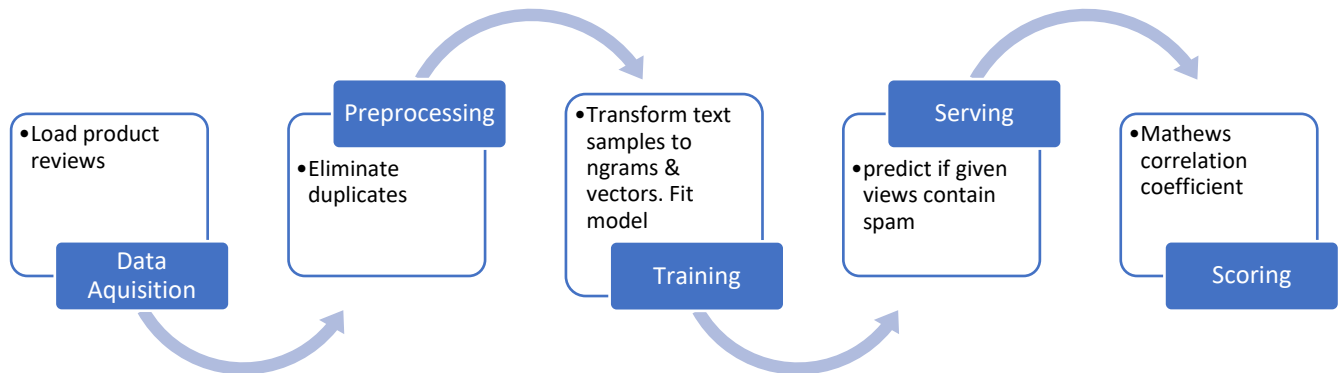 •Load product
reviews
Data
Aquisition
Preprocessing
•Eliminate
duplicates
•Transform text
samples to
ngrams &
vectors. Fit
model
Training
Serving
•predict if given
views contain
spam
•Mathews
correlation
coefficient
Scoring